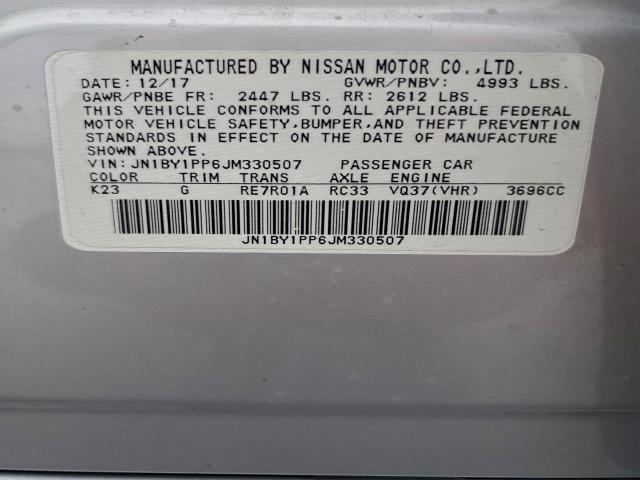 MANUFACTURED BY NISSAN MOTOR CO.,LTD.
DATE: 12/17 GVWR/PNBV: 4993 LBS.
GAWR/PNBE FR: 2447 LBS. RR: 2612 LBS.
THIS VEHICLE CONFORMS TO ALL APPLICABLE FEDERAL
MOTOR VEHICLE SAFETY,BUMPER,AND THEFT PREVENTION
STANDARDS IN EFFECT ON THE DATE OF MANUFACTURE
SHOWN ABOVE.
VIN:JN1BY1PP6JM330507 PASSENGER CAR
COLOR TRIM TRANS AXLE ENGINE
K23 G RE7R01A RC33 VQ37(VHR) 3696CC
JN1BY1PP6JM330507